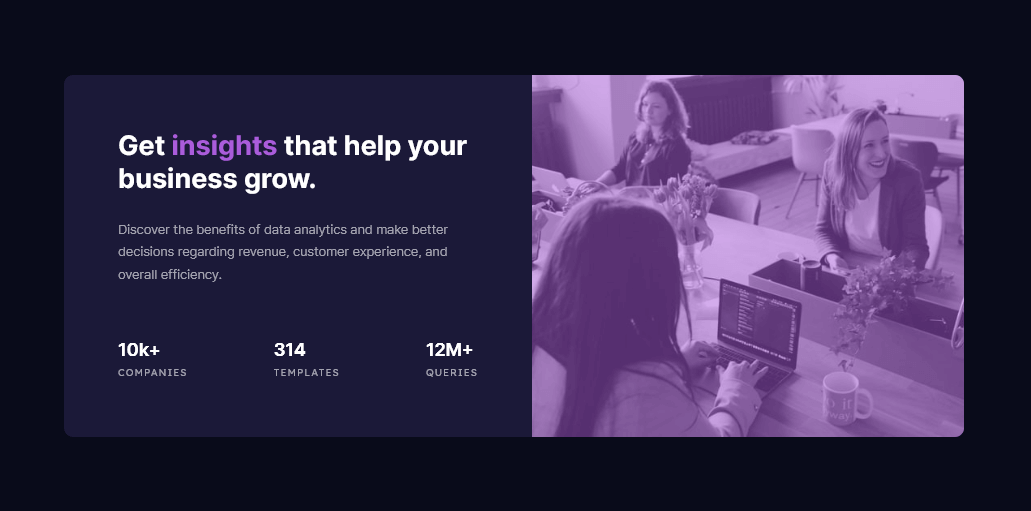 Get insights that help your
business grow.
Discover the benefits of data analytics and make better
decisions regarding revenue, customer experience, and
overall efficiency.
10k+
COMPANIES
314
TEMPLATES
12M+
QUERIES